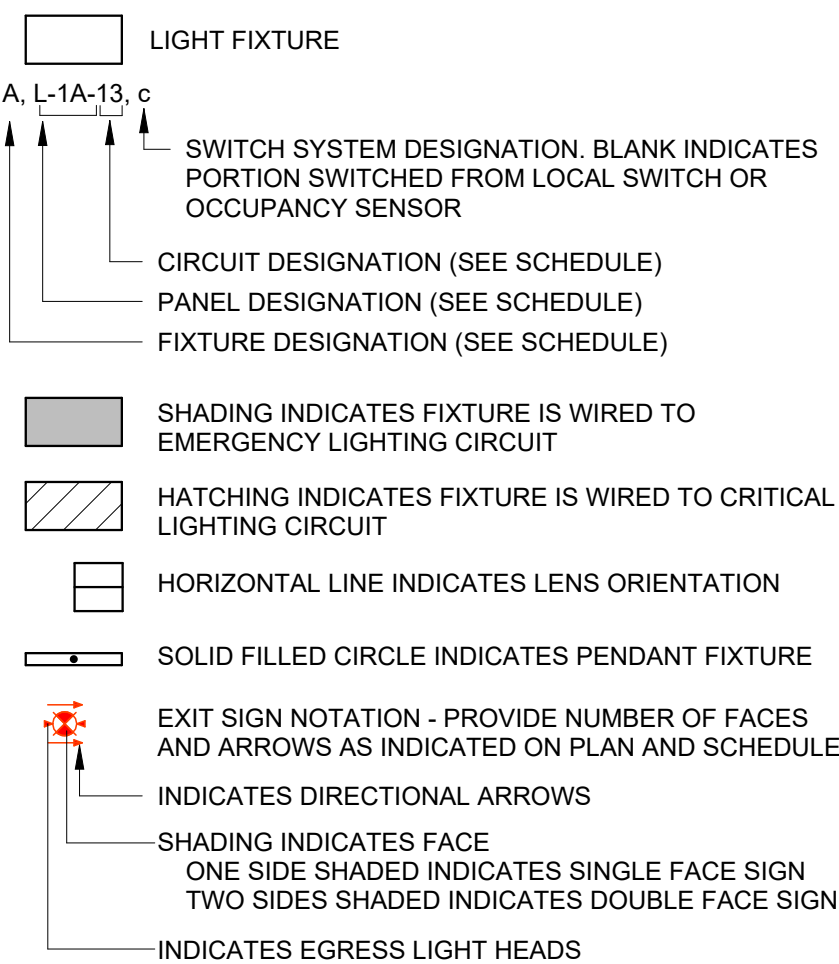 LIGHT FIXTURE
A, L-1A-13, c
SWITCH SYSTEM DESIGNATION. BLANK INDICATES
PORTION SWITCHED FROM LOCAL SWITCH OR
OCCUPANCY SENSOR
CIRCUIT DESIGNATION (SEE SCHEDULE)
PANEL DESIGNATION (SEE SCHEDULE)
FIXTURE DESIGNATION (SEE SCHEDULE)
SHADING INDICATES FIXTURE IS WIRED TO
EMERGENCY LIGHTING CIRCUIT
HATCHING INDICATES FIXTURE IS WIRED TO CRITICAL
LIGHTING CIRCUIT
HORIZONTAL LINE INDICATES LENS ORIENTATION
SOLID FILLED CIRCLE INDICATES PENDANT FIXTURE
EXIT SIGN NOTATION - PROVIDE NUMBER OF FACES
AND ARROWS AS INDICATED ON PLAN AND SCHEDULE
INDICATES DIRECTIONAL ARROWS
SHADING INDICATES FACE
ONE SIDE SHADED INDICATES SINGLE FACE SIGN
TWO SIDES SHADED INDICATES DOUBLE FACE SIGN
INDICATES EGRESS LIGHT HEADS